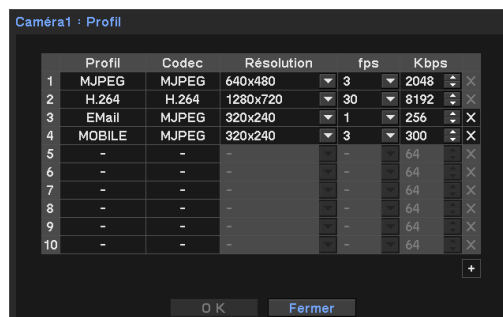 Caméra1 : Profil
Profil Codec Résolution fps Kbps
1 MJPEG MJPEG 640x480 3 2048 X
2 H.264 H.264 1280x720 30 8192 X
3 EMail MJPEG 320x240 1 256 X
4 MOBILE MJPEG 320x240 3 300 X
5 - - - - 64 X
6 - - - - 64 X
7 - - - - 64 X
8 - - - - 64 X
9 - - - - 64 X
10 - - - - 64 X
+
OK Fermer